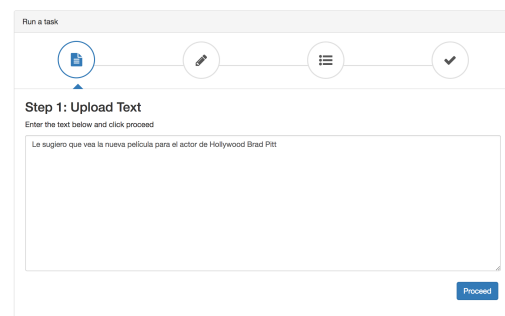 Run a task
Step 1: Upload Text
Enter the text below and click proceed
Le sugiero que vea la nueva película para el actor de Hollywood Brad Pitt
Proceed